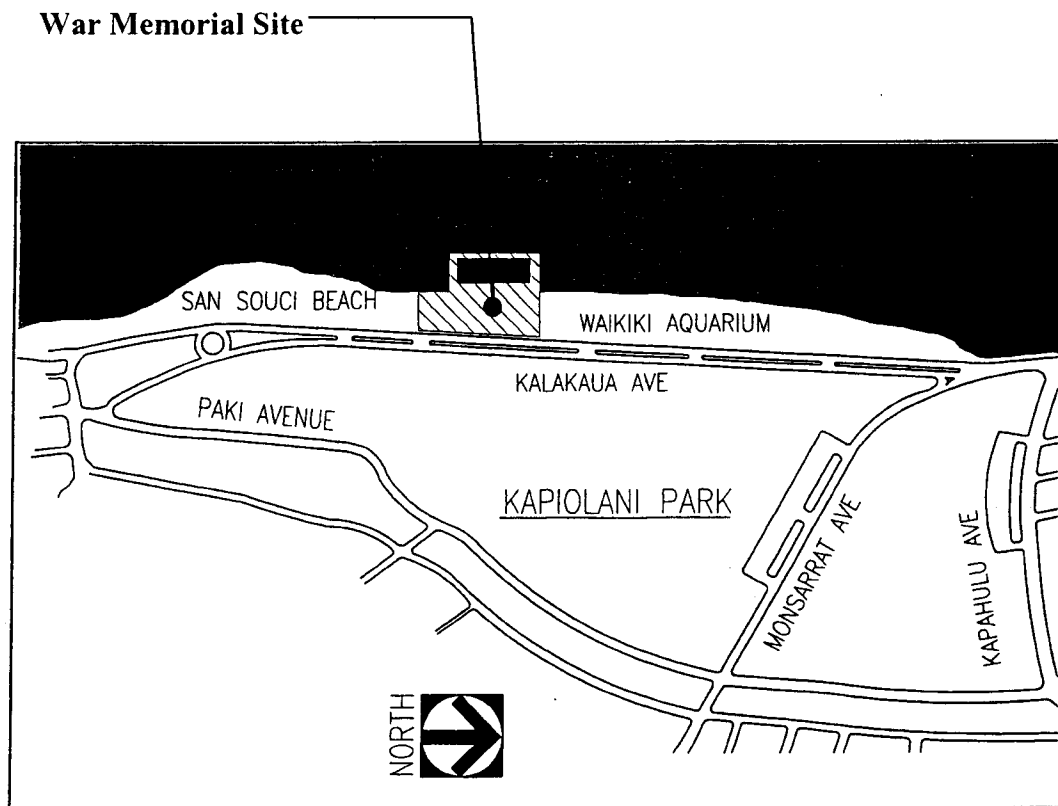 War Memorial Site
SAN SOUCI BEACH
WAIKIKI AQUARIUM
KALAKAUA AVE
PAKI AVENUE
KAPIOLANI PARK
MONSARRAT AVE
KAPAHULU AVE
NORTH